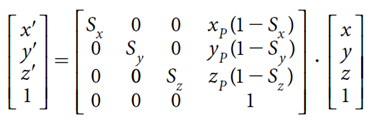 [x'] [S_x 0 0 x_P(1−S_x)] [x]
[y'] = [0 S_y 0 y_P(1−S_y)] · [y]
[z'] [0 0 S_z z_P(1−S_z)] [z]
[1] [0 0 0 1] [1]